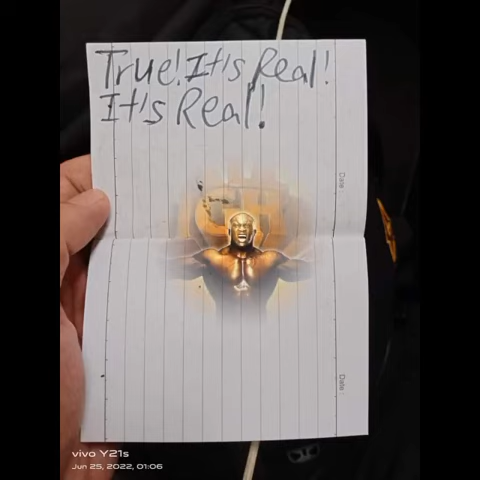 True! It's Real!
It's Real!
Date :
Date :
vivo Y21s
Jun 25, 2022, 01:06